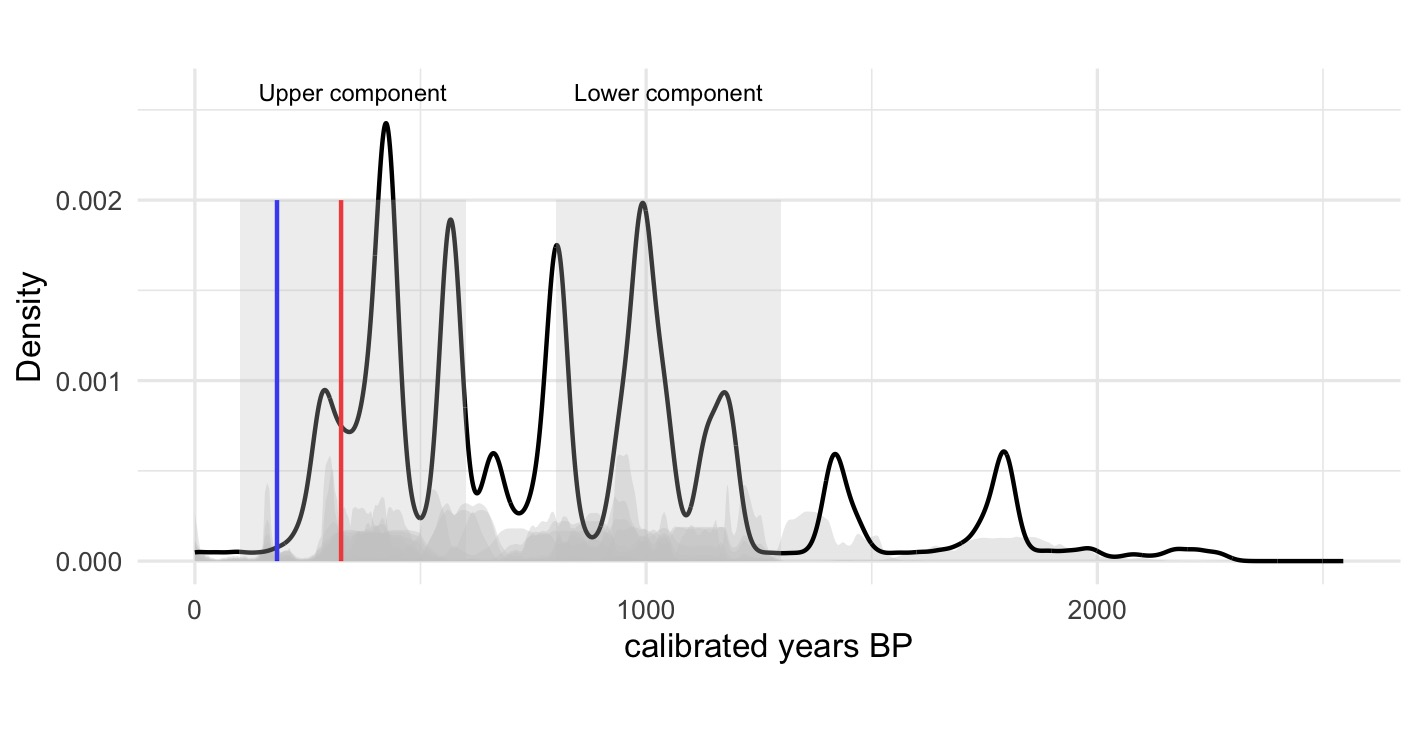 Upper component
Lower component
0.002
0.001
0.000
Density
0
1000
2000
calibrated years BP